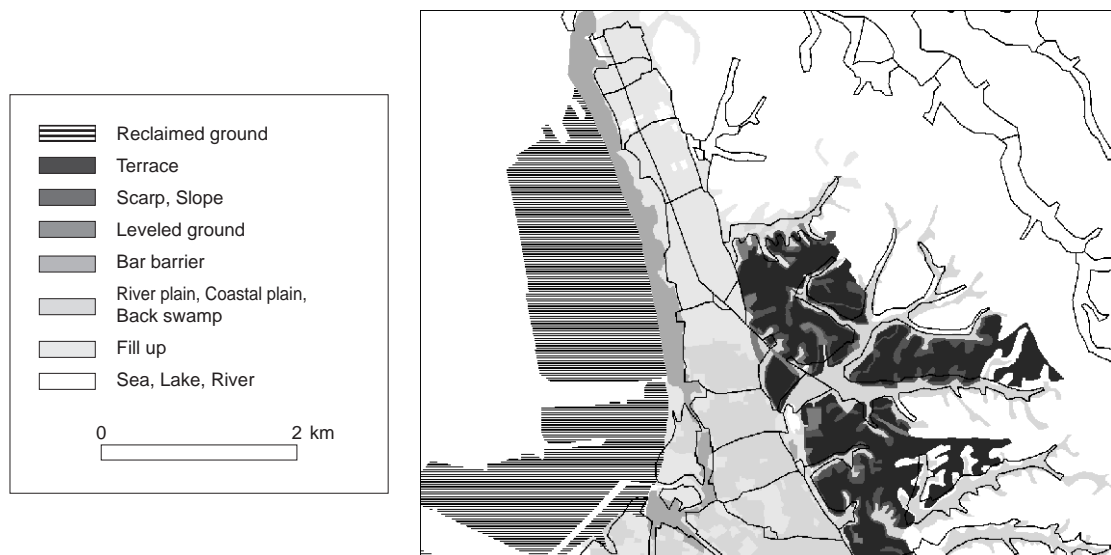 Reclaimed ground
Terrace
Scarp, Slope
Leveled ground
Bar barrier
River plain, Coastal plain,
Back swamp
Fill up
Sea, Lake, River
0 2 km